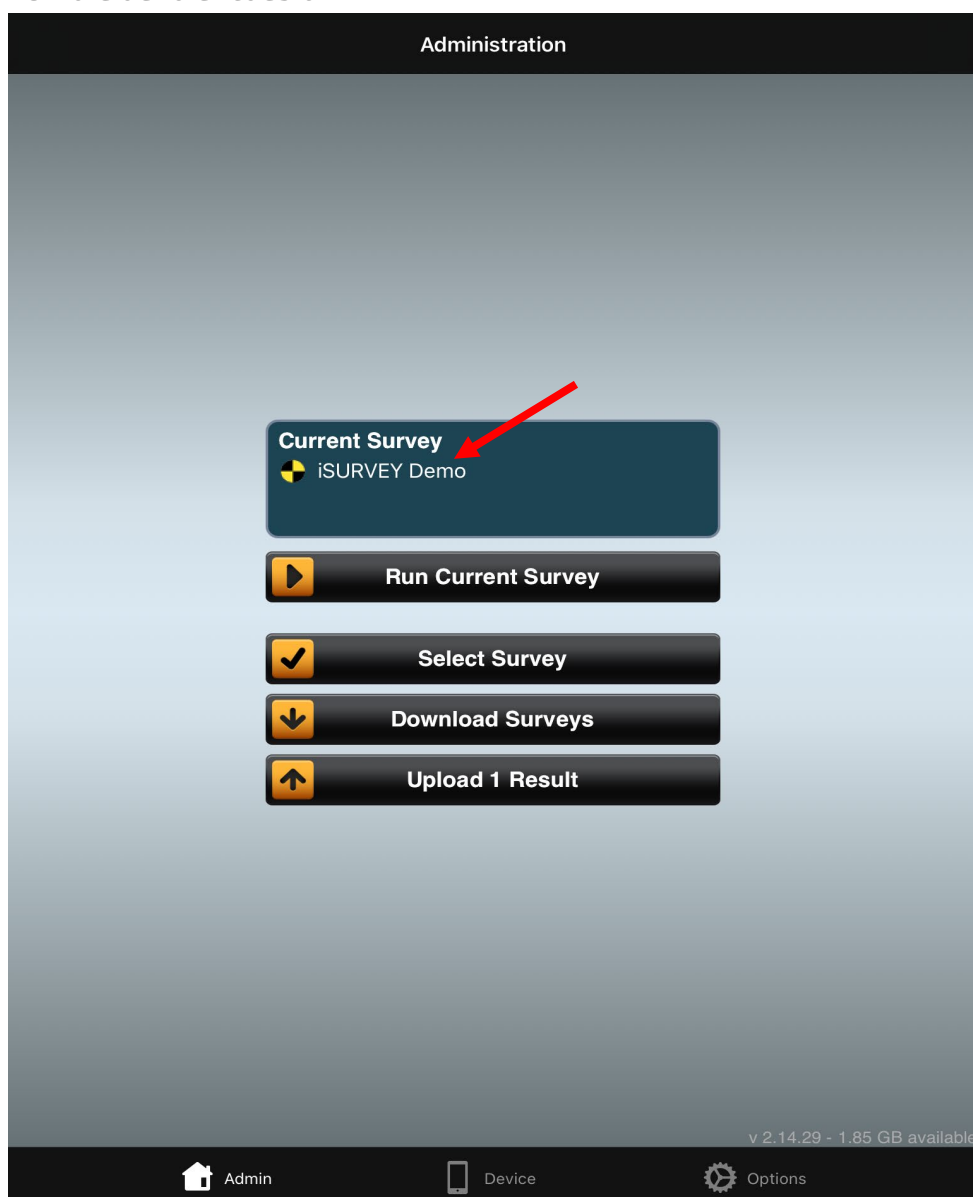 Administration
Current Survey
iSURVEY Demo
Run Current Survey
Select Survey
Download Surveys
Upload 1 Result
v 2.14.29 - 1.85 GB available
Admin
Device
Options